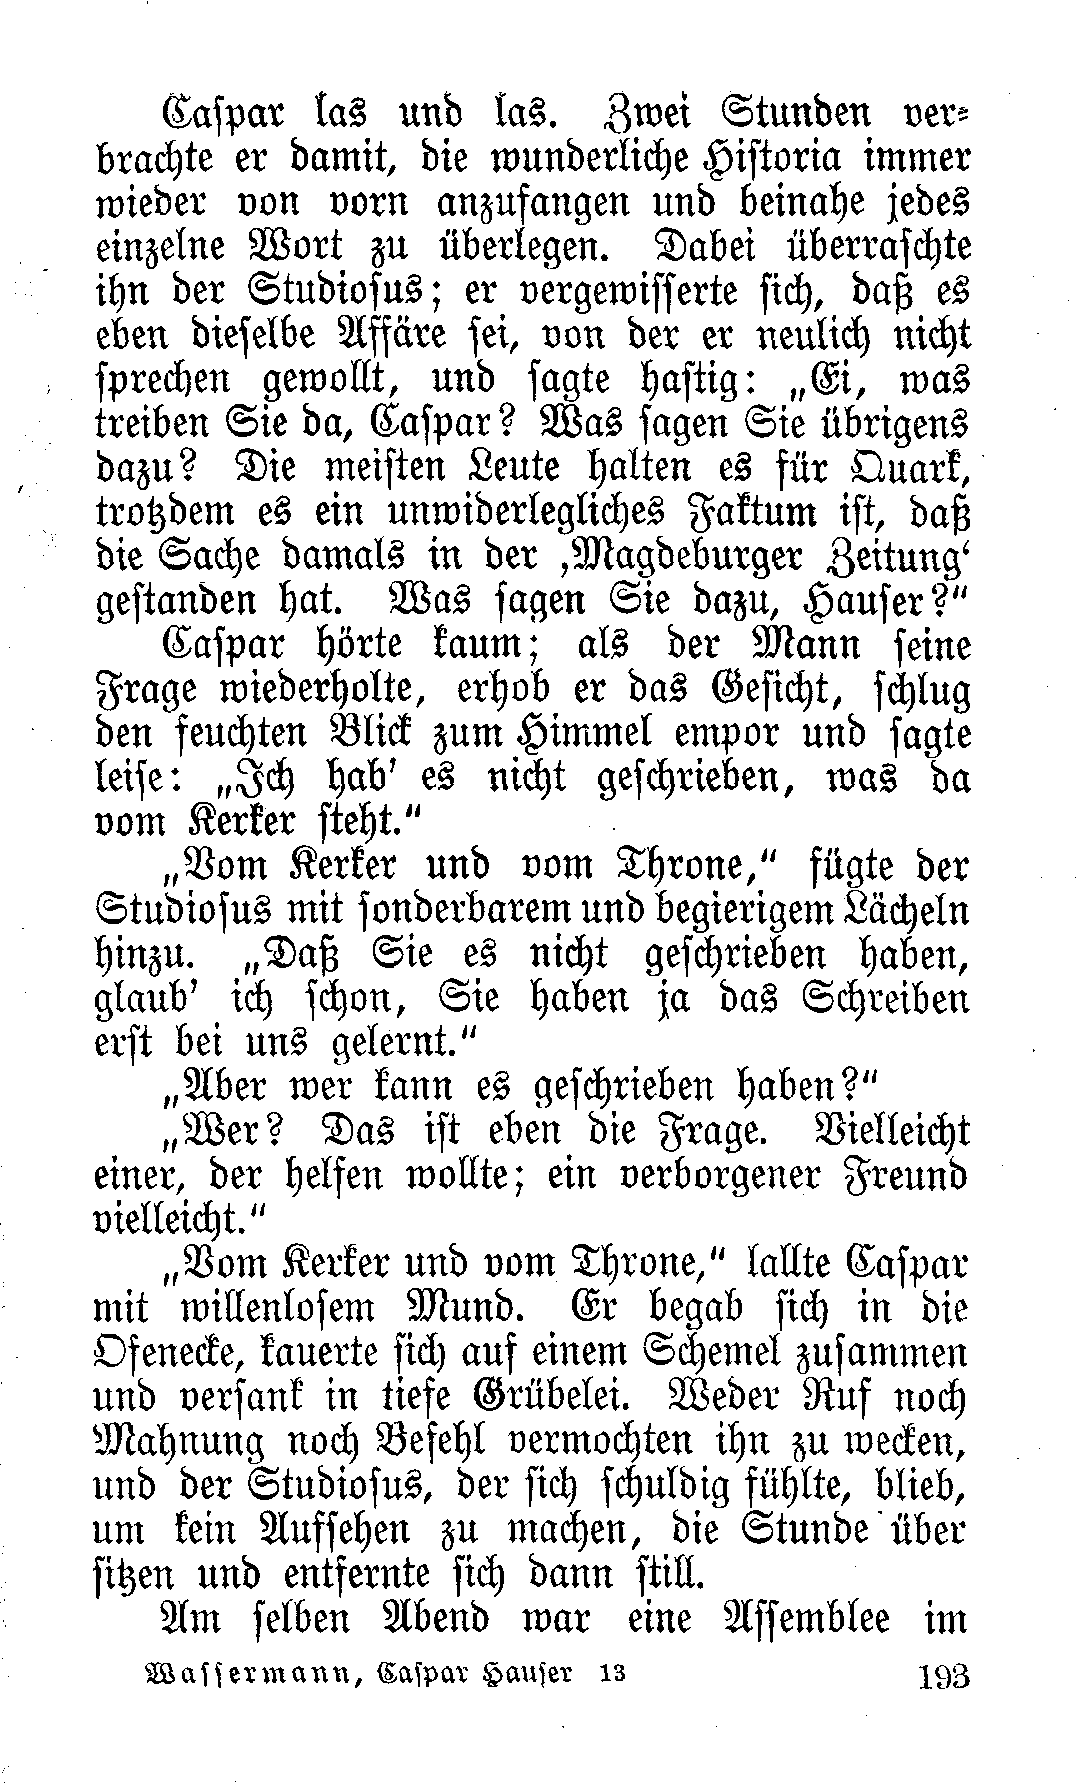 Caspar las und las. Zwei Stunden ver-
brachte er damit, die wunderliche Historia immer
wieder von vorn anzufangen und beinahe jedes
einzelne Wort zu überlegen. Dabei überraschte
ihn der Studiosus; er vergewisserte sich, daß es
eben dieselbe Affäre sei, von der er neulich nicht
sprechen gewollt, und sagte hastig: „Ei, was
treiben Sie da, Caspar? Was sagen Sie übrigens
dazu? Die meisten Leute halten es für Quark,
trotzdem es ein unwiderlegliches Faktum ist, daß
die Sache damals in der ‚Magdeburger Zeitung‘
gestanden hat. Was sagen Sie dazu, Hauser?“
Caspar hörte kaum; als der Mann seine
Frage wiederholte, erhob er das Gesicht, schlug
den feuchten Blick zum Himmel empor und sagte
leise: „Ich hab’ es nicht geschrieben, was da
vom Kerker steht.“
„Vom Kerker und vom Throne,“ fügte der
Studiosus mit sonderbarem und begierigem Lächeln
hinzu. „Daß Sie es nicht geschrieben haben,
glaub’ ich schon, Sie haben ja das Schreiben
erst bei uns gelernt.“
„Aber wer kann es geschrieben haben?“
„Wer? Das ist eben die Frage. Vielleicht
einer, der helfen wollte; ein verborgener Freund
vielleicht.“
„Vom Kerker und vom Throne,“ lallte Caspar
mit willenlosem Mund. Er begab sich in die
Ofenecke, kauerte sich auf einem Schemel zusammen
und versank in tiefe Grübelei. Weder Ruf noch
Mahnung noch Befehl vermochten ihn zu wecken,
und der Studiosus, der sich schuldig fühlte, blieb,
um kein Aufsehen zu machen, die Stunde über
sitzen und entfernte sich dann still.
Am selben Abend war eine Assemblee im
Wassermann, Caspar Hauser 13 193